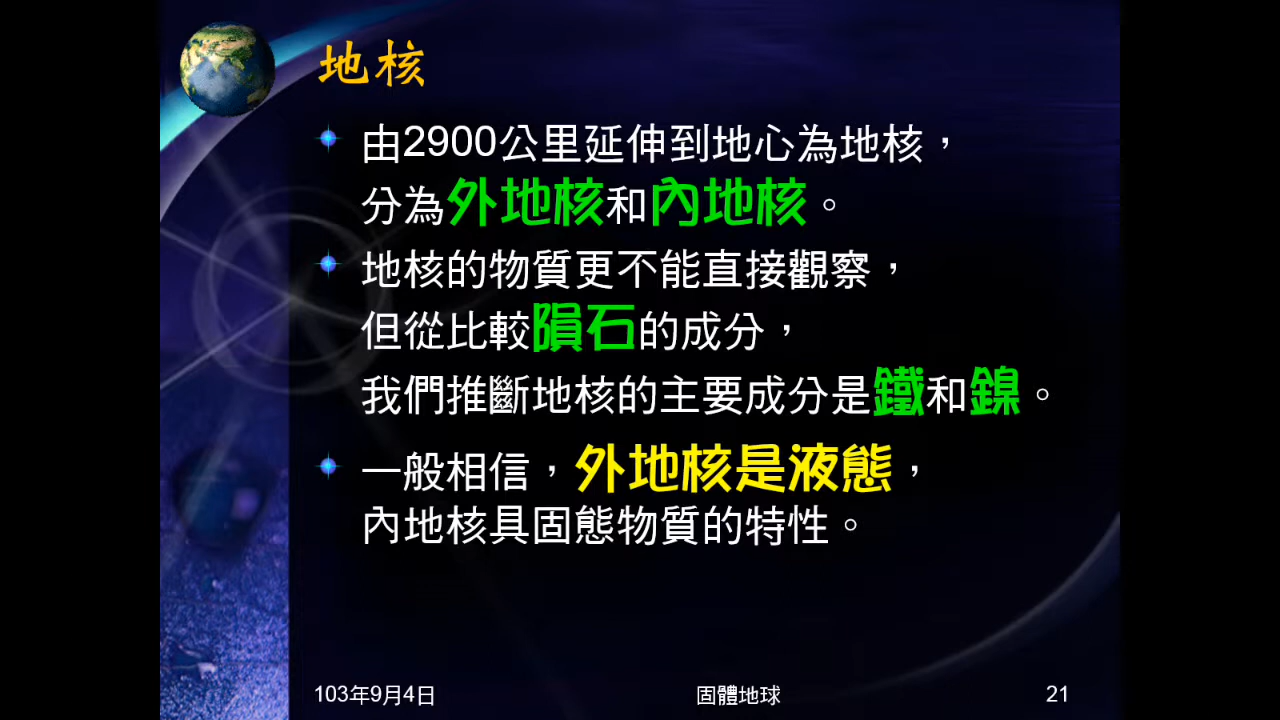 地核
由2900公里延伸到地心為地核，
分為外地核和內地核。
地核的物質更不能直接觀察，
但從比較隕石的成分，
我們推斷地核的主要成分是鐵和鎳。
一般相信，外地核是液態，
內地核具固態物質的特性。
103年9月4日
固體地球
21